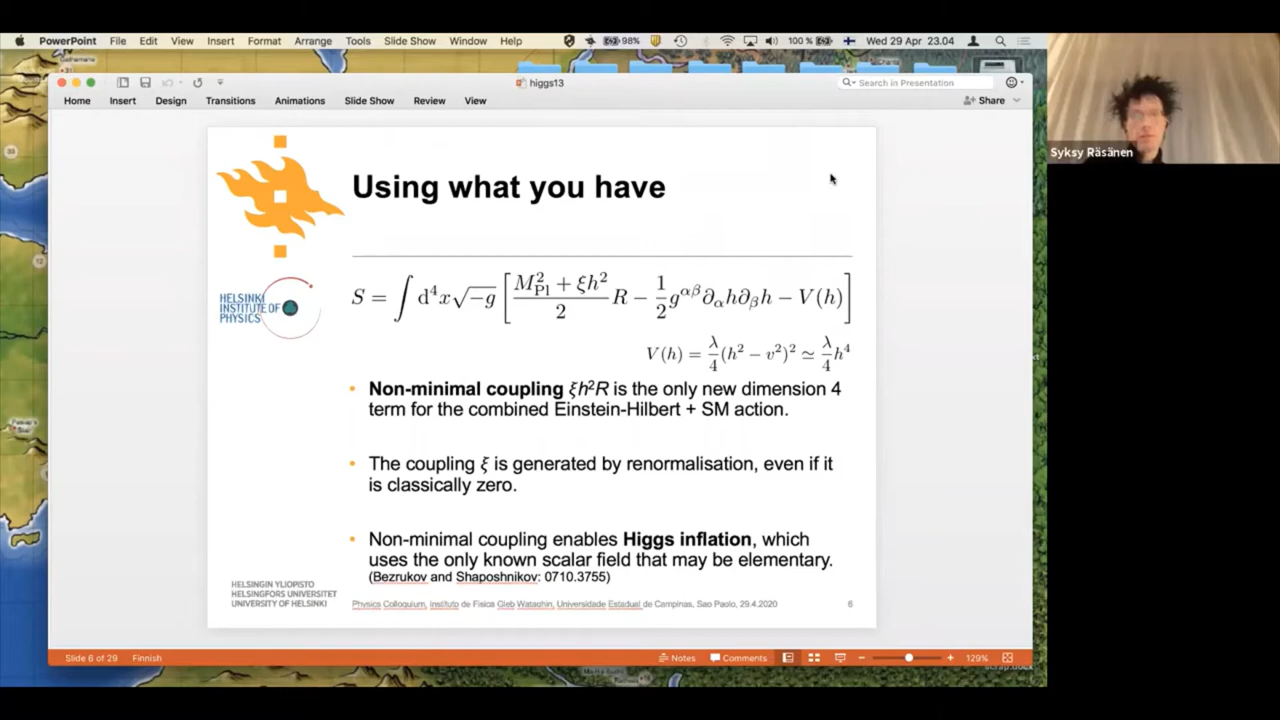 PowerPoint File Edit View Insert Format Arrange Tools Slide Show Window Help 98% 100 % Wed 29 Apr 23.04
higgs13
Search in Presentation
Home Insert Design Transitions Animations Slide Show Review View Share
Syksy Räsänen
Using what you have
S = ∫ d⁴x√−g [ (M²_Pl + ξh²)/2 R − 1/2 g^{αβ}∂_αh∂_βh − V(h) ]
V(h) = λ/4 (h² − v²)² ≃ λ/4 h⁴
HELSINKI
INSTITUTE OF
PHYSICS
• Non-minimal coupling ξh²R is the only new dimension 4
term for the combined Einstein-Hilbert + SM action.
• The coupling ξ is generated by renormalisation, even if it
is classically zero.
• Non-minimal coupling enables Higgs inflation, which
uses the only known scalar field that may be elementary.
(Bezrukov and Shaposhnikov: 0710.3755)
HELSINGIN YLIOPISTO
HELSINGFORS UNIVERSITET
UNIVERSITY OF HELSINKI
Physics Colloquium, Instituto de Fisica Gleb Wataghin, Universidade Estadual de Campinas, Sao Paolo, 29.4.2020 6
Slide 6 of 29 Finnish Notes Comments 129%